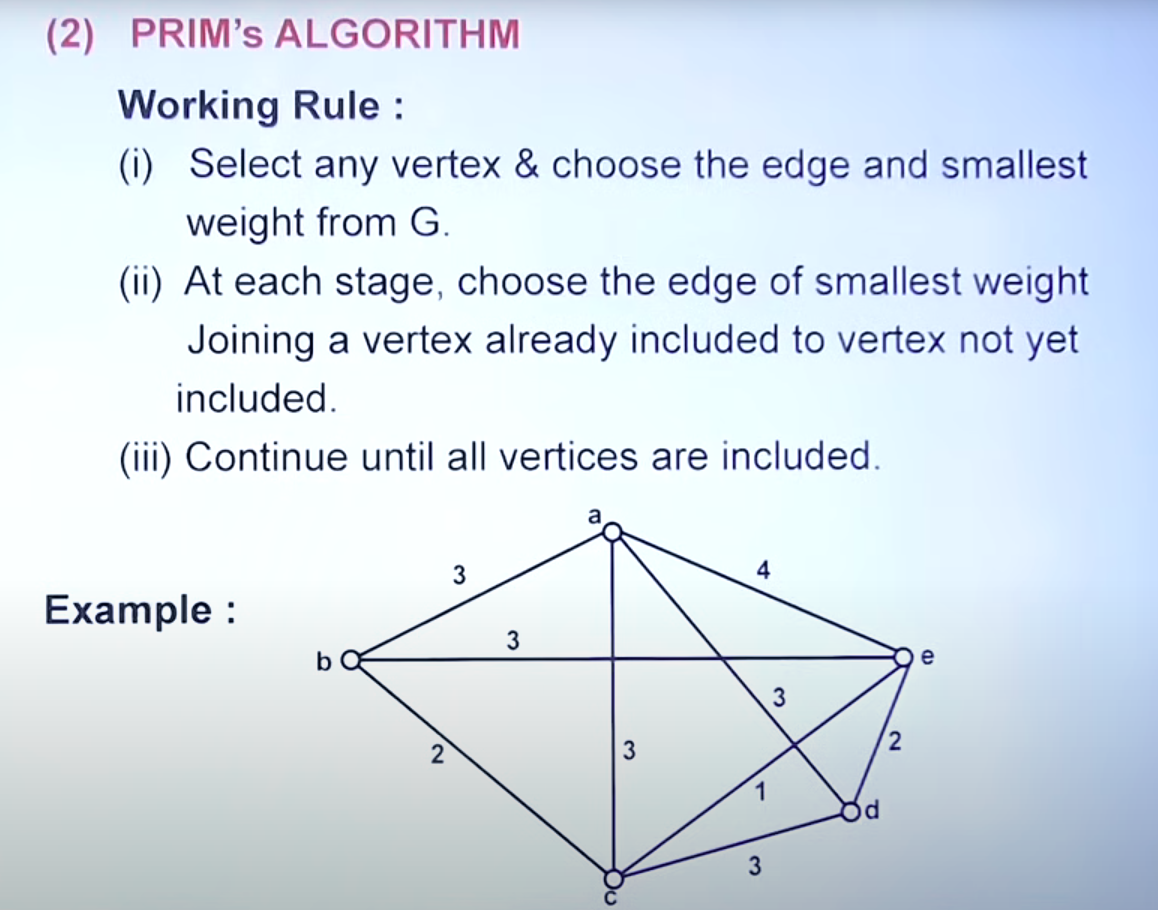 (2) PRIM's ALGORITHM
Working Rule :
(i) Select any vertex & choose the edge and smallest
weight from G.
(ii) At each stage, choose the edge of smallest weight
Joining a vertex already included to vertex not yet
included.
(iii) Continue until all vertices are included.
a
3
4
Example :
3
b
e
3
2
3
2
1
d
3
c